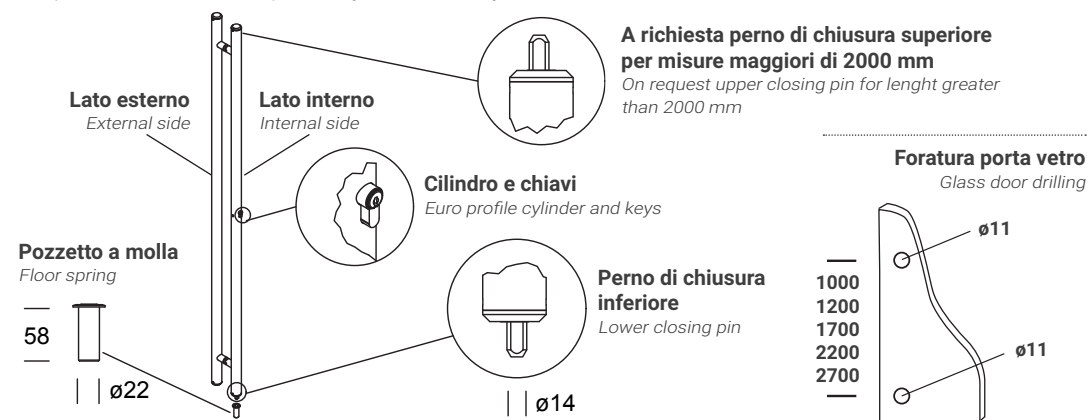 A richiesta perno di chiusura superiore
per misure maggiori di 2000 mm
On request upper closing pin for lenght greater
than 2000 mm
Lato esterno
External side
Lato interno
Internal side
Cilindro e chiavi
Euro profile cylinder and keys
Pozzetto a molla
Floor spring
58
ø22
Perno di chiusura
inferiore
Lower closing pin
ø14
Foratura porta vetro
Glass door drilling
ø11
1000
1200
1700
2200
2700
ø11